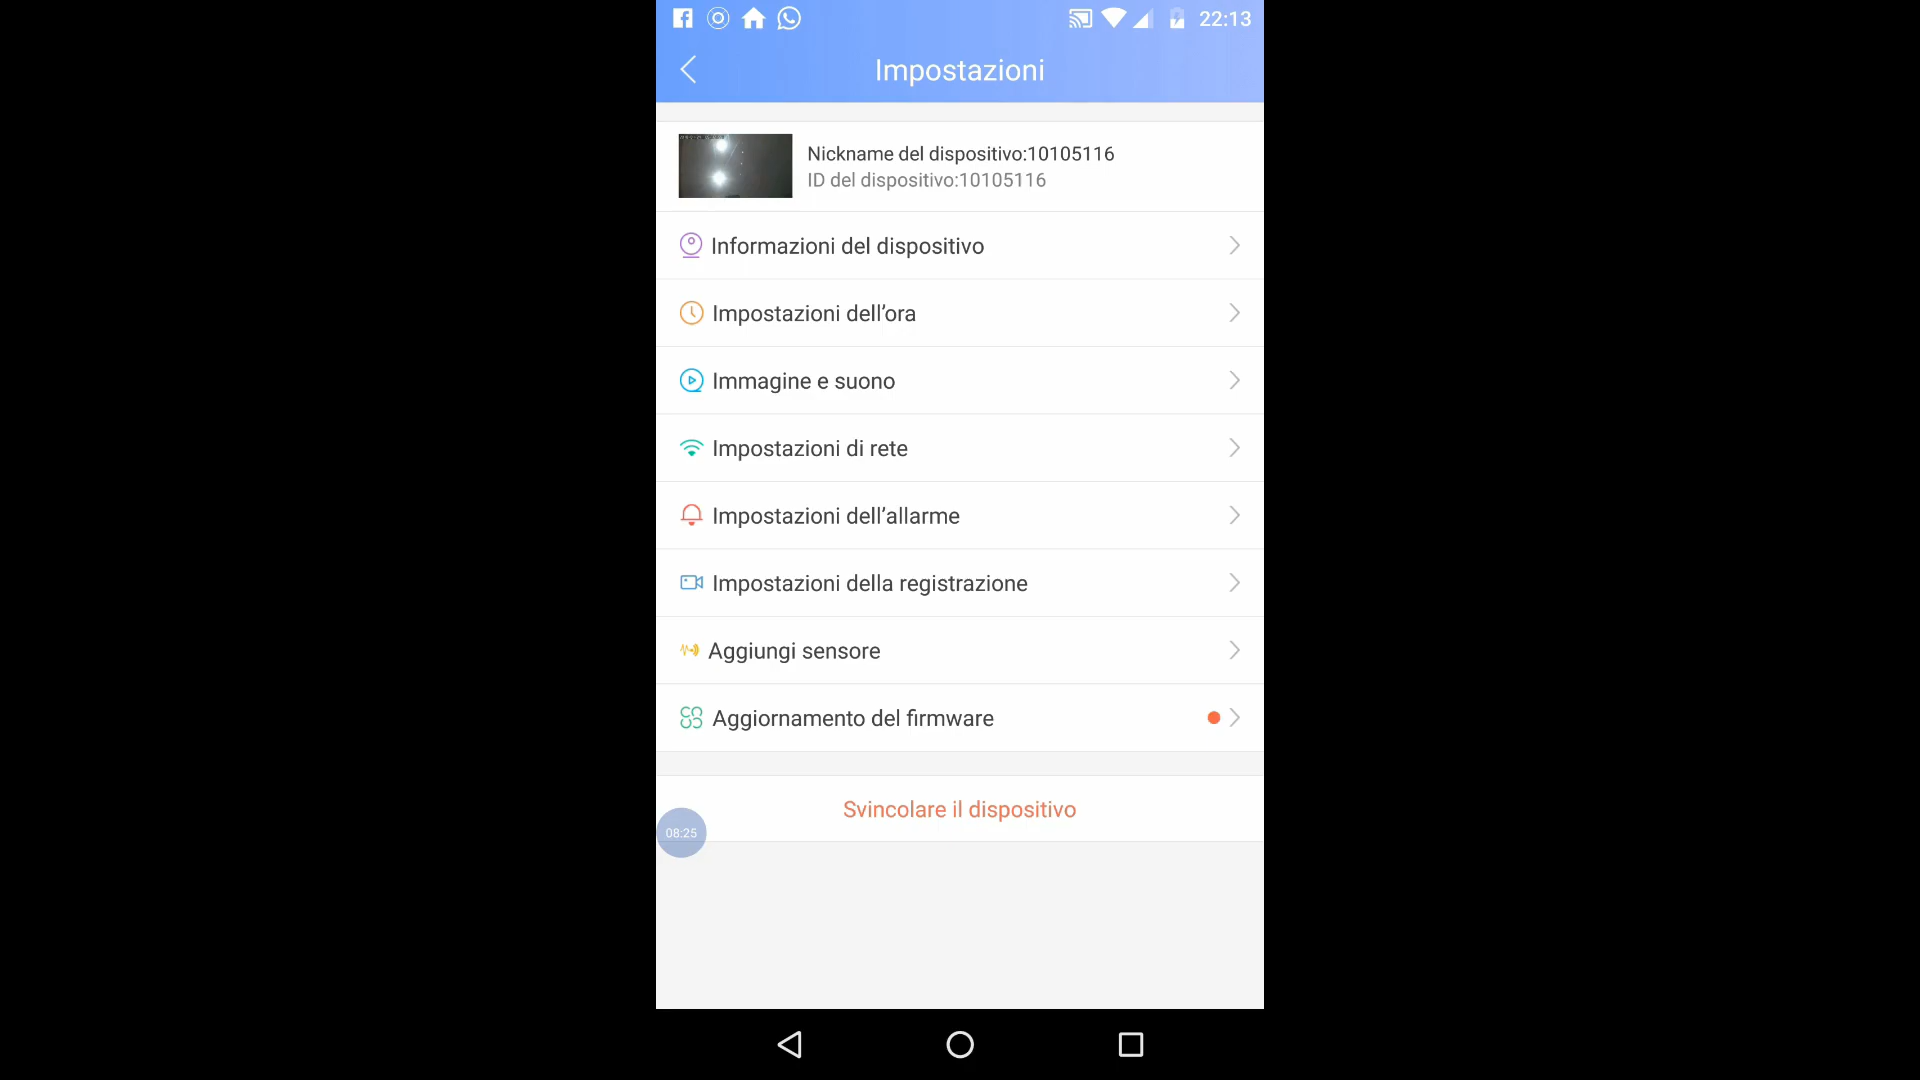 22:13
Impostazioni
Nickname del dispositivo:10105116
ID del dispositivo:10105116
Informazioni del dispositivo
Impostazioni dell’ora
Immagine e suono
Impostazioni di rete
Impostazioni dell’allarme
Impostazioni della registrazione
Aggiungi sensore
Aggiornamento del firmware
Svincolare il dispositivo
08:25